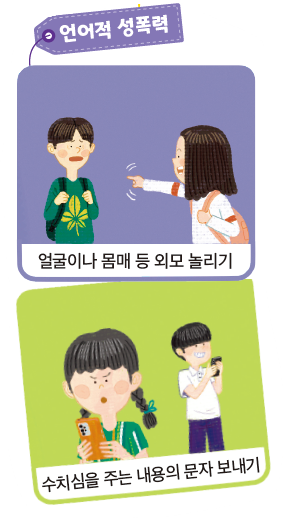 언어적 성폭력
얼굴이나 몸매 등 외모 놀리기
수치심을 주는 내용의 문자 보내기